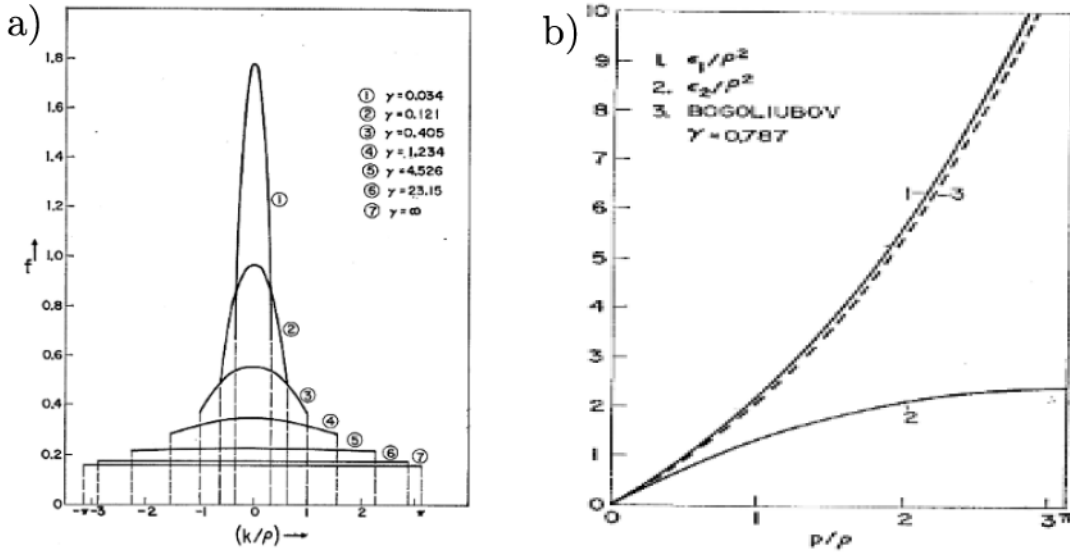 a)
1.8
1.6
1.4
1.2
1.0
0.8
0.6
0.4
0.2
0
f
① γ = 0.034
② γ = 0.121
③ γ = 0.405
④ γ = 1.234
⑤ γ = 4.526
⑥ γ = 23.15
⑦ γ = ∞
①
②
③
④
⑤
⑥
⑦
-π -3 -2 -1 0 1 2 π
(k/ρ) →
b)
10
9
8
7
6
5
4
3
2
1
0
1. ε₁/ρ²
2. ε₂/ρ²
3. BOGOLIUBOV
γ = 0.787
1 3
2
0 1 2 3 π
p/ρ